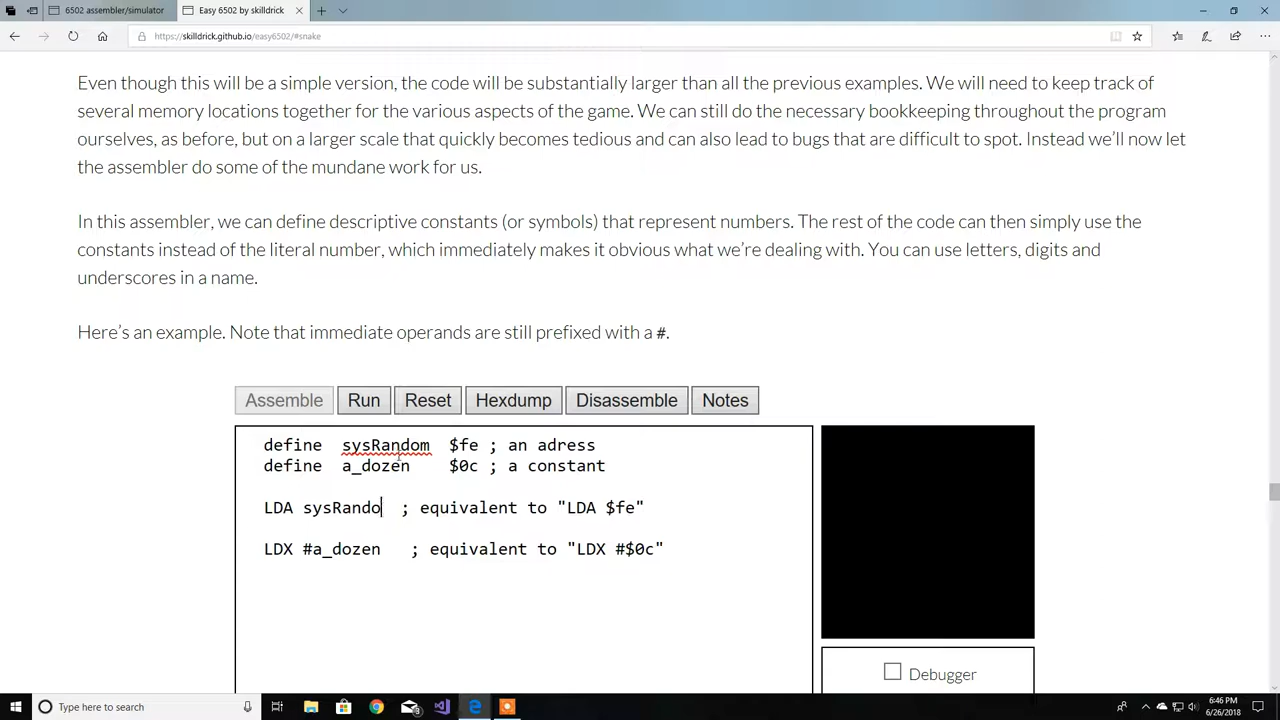 6502 assembler/simulator
Easy 6502 by skilldrick
https://skilldrick.github.io/easy6502/#snake
Even though this will be a simple version, the code will be substantially larger than all the previous examples. We will need to keep track of
several memory locations together for the various aspects of the game. We can still do the necessary bookkeeping throughout the program
ourselves, as before, but on a larger scale that quickly becomes tedious and can also lead to bugs that are difficult to spot. Instead we’ll now let
the assembler do some of the mundane work for us.
In this assembler, we can define descriptive constants (or symbols) that represent numbers. The rest of the code can then simply use the
constants instead of the literal number, which immediately makes it obvious what we’re dealing with. You can use letters, digits and
underscores in a name.
Here’s an example. Note that immediate operands are still prefixed with a #.
Assemble Run Reset Hexdump Disassemble Notes
define sysRandom $fe ; an adress
define a_dozen $0c ; a constant
LDA sysRando ; equivalent to "LDA $fe"
LDX #a_dozen ; equivalent to "LDX #$0c"
Debugger
Type here to search
3
6:46 PM
6/26/2018